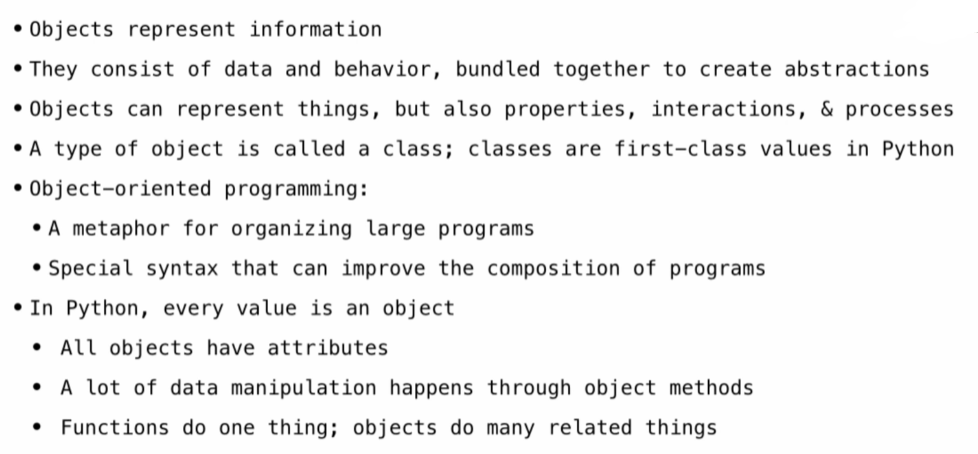 • Objects represent information
• They consist of data and behavior, bundled together to create abstractions
• Objects can represent things, but also properties, interactions, & processes
• A type of object is called a class; classes are first-class values in Python
• Object-oriented programming:
• A metaphor for organizing large programs
• Special syntax that can improve the composition of programs
• In Python, every value is an object
• All objects have attributes
• A lot of data manipulation happens through object methods
• Functions do one thing; objects do many related things